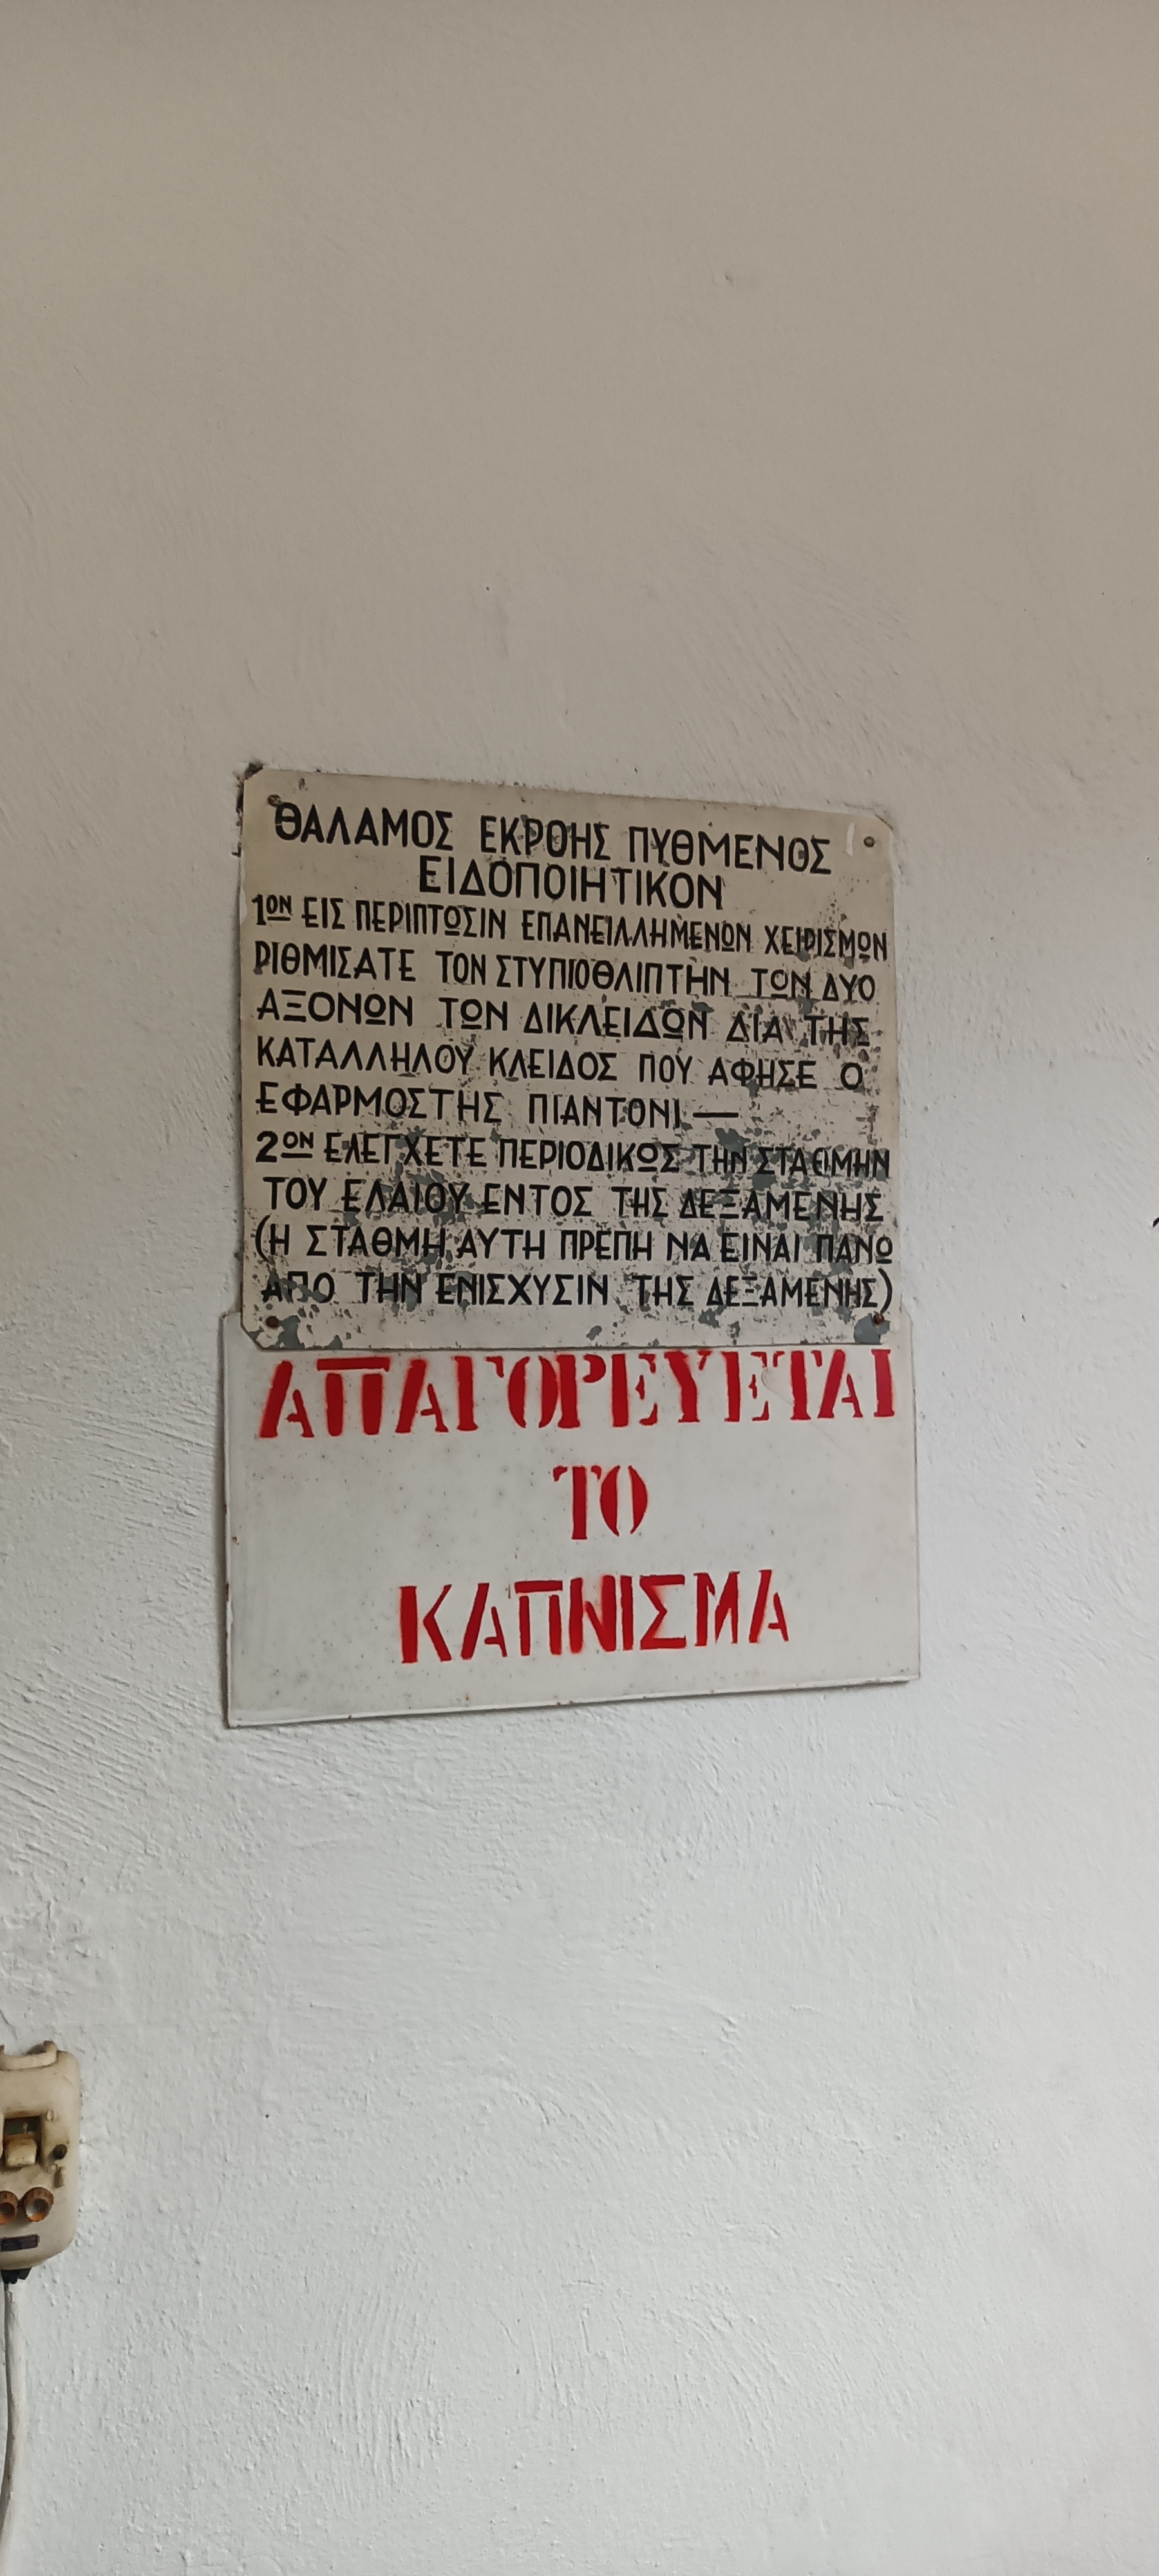 ΘΑΛΑΜΟΣ ΕΚΡΟΗΣ ΠΥΘΜΕΝΟΣ
ΕΙΔΟΠΟΙΗΤΙΚΟΝ
1ΟΝ ΕΙΣ ΠΕΡΙΠΤΩΣΙΝ ΕΠΑΝΕΙΛΛΗΜΕΝΩΝ ΧΕΙΡΙΣΜΩΝ
ΡΙΘΜΙΣΑΤΕ ΤΟΝ ΣΤΥΠΙΟΘΛΙΠΤΗΝ ΤΩΝ ΔΥΟ
ΑΞΟΝΩΝ ΤΩΝ ΔΙΚΛΕΙΔΩΝ ΔΙΑ ΤΗΣ
ΚΑΤΑΛΛΗΛΟΥ ΚΛΕΙΔΟΣ ΠΟΥ ΑΦΗΣΕ Ο
ΕΦΑΡΜΟΣΤΗΣ ΠΙΑΝΤΟΝΙ —
2ΟΝ ΕΛΕΓΧΕΤΕ ΠΕΡΙΟΔΙΚΩΣ ΤΗΝ ΣΤΑΘΜΗΝ
ΤΟΥ ΕΛΑΙΟΥ ΕΝΤΟΣ ΤΗΣ ΔΕΞΑΜΕΝΗΣ
(Η ΣΤΑΘΜΗ ΑΥΤΗ ΠΡΕΠΗ ΝΑ ΕΙΝΑΙ ΠΑΝΩ
ΑΠΟ ΤΗΝ ΕΝΙΣΧΥΣΙΝ ΤΗΣ ΔΕΞΑΜΕΝΗΣ)
ΑΠΑΓΟΡΕΥΕΤΑΙ
ΤΟ
ΚΑΠΝΙΣΜΑ